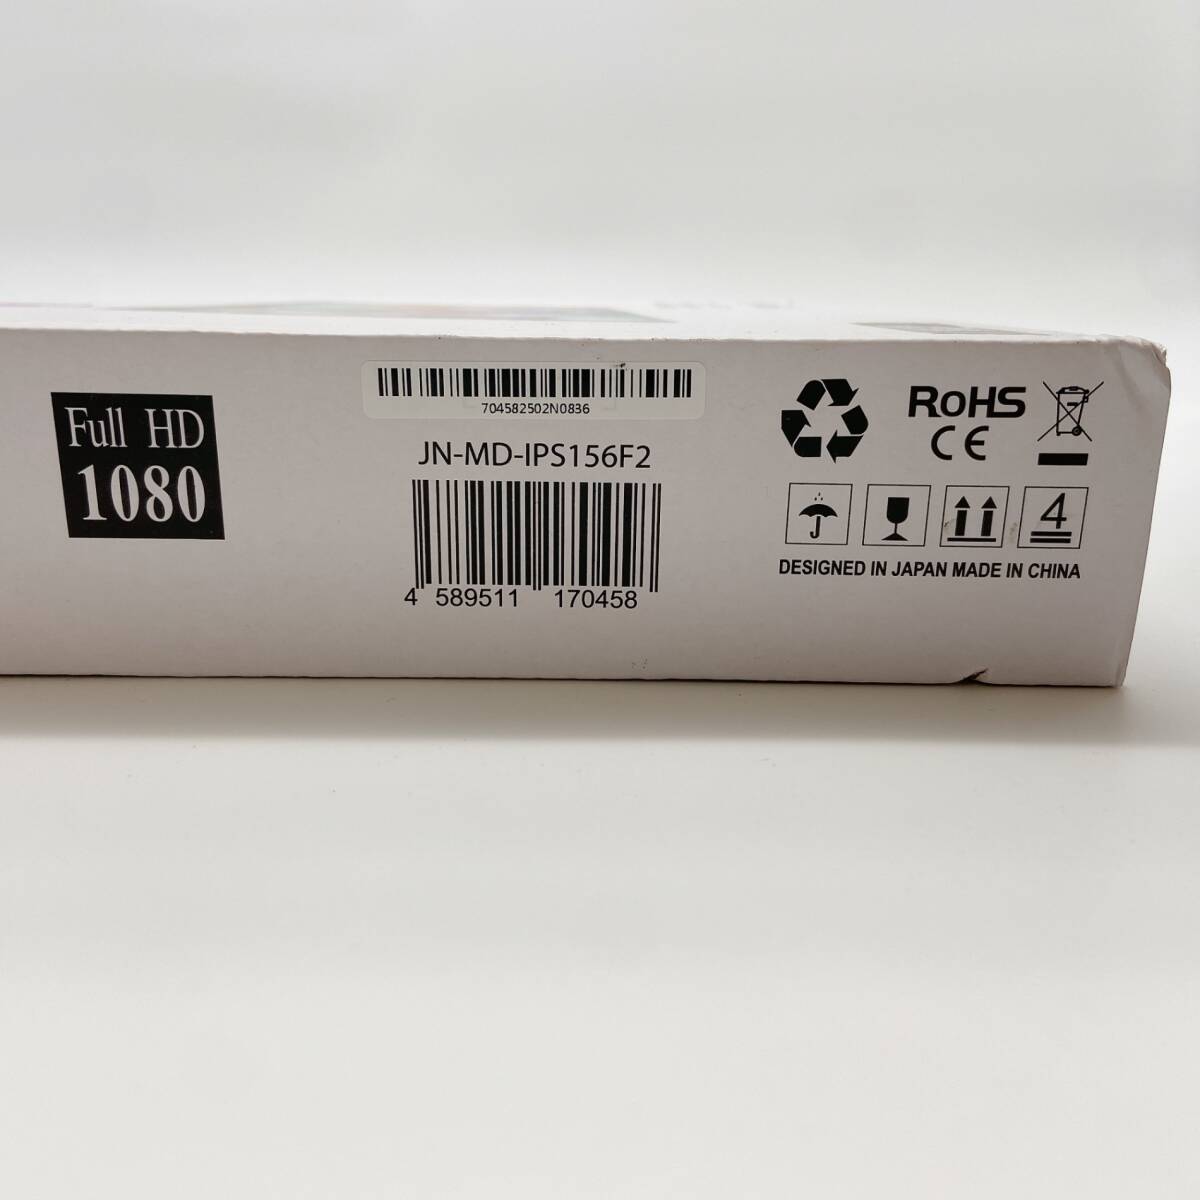 Full HD
1080
704582502N0836
JN-MD-IPS156F2
4 589511 170458
RoHS
CE
4
DESIGNED IN JAPAN MADE IN CHINA